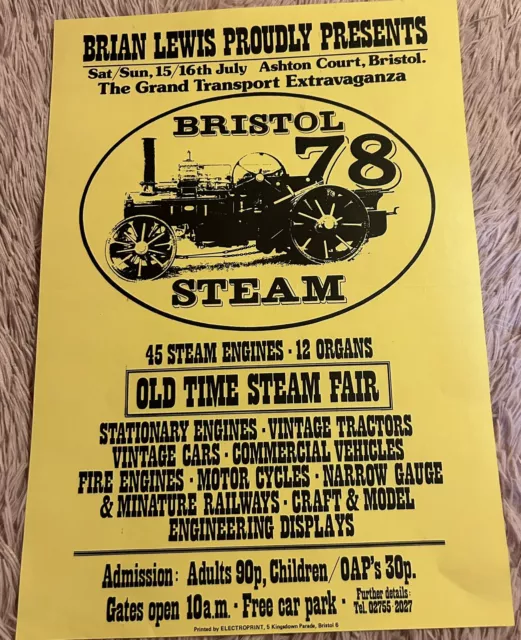 BRIAN LEWIS PROUDLY PRESENTS
Sat/Sun, 15/16th July Ashton Court, Bristol.
The Grand Transport Extravaganza
BRISTOL
78
STEAM
45 STEAM ENGINES · 12 ORGANS
OLD TIME STEAM FAIR
STATIONARY ENGINES · VINTAGE TRACTORS
VINTAGE CARS · COMMERCIAL VEHICLES
FIRE ENGINES · MOTOR CYCLES · NARROW GAUGE
& MINATURE RAILWAYS · CRAFT & MODEL
ENGINEERING DISPLAYS
Admission: Adults 90p, Children/OAP's 30p.
Gates open 10 a.m. · Free car park ·
Further details:
Tel. 02755 2027
Printed by ELECTROPRINT, 5 Kingsdown Parade, Bristol 6